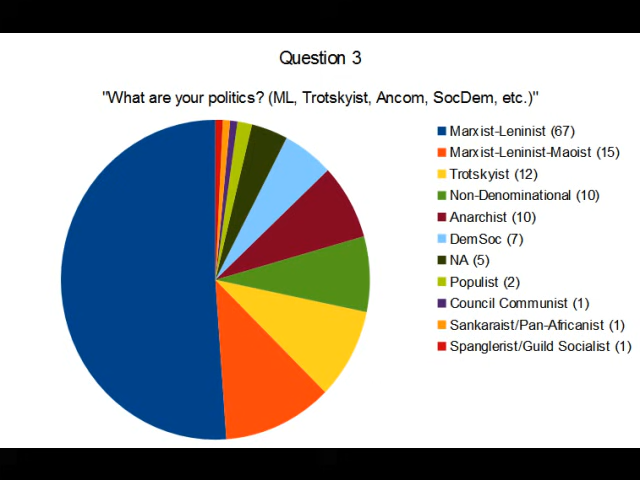 Question 3
"What are your politics? (ML, Trotskyist, Ancom, SocDem, etc.)"
Marxist-Leninist (67)
Marxist-Leninist-Maoist (15)
Trotskyist (12)
Non-Denominational (10)
Anarchist (10)
DemSoc (7)
NA (5)
Populist (2)
Council Communist (1)
Sankaraist/Pan-Africanist (1)
Spanglerist/Guild Socialist (1)